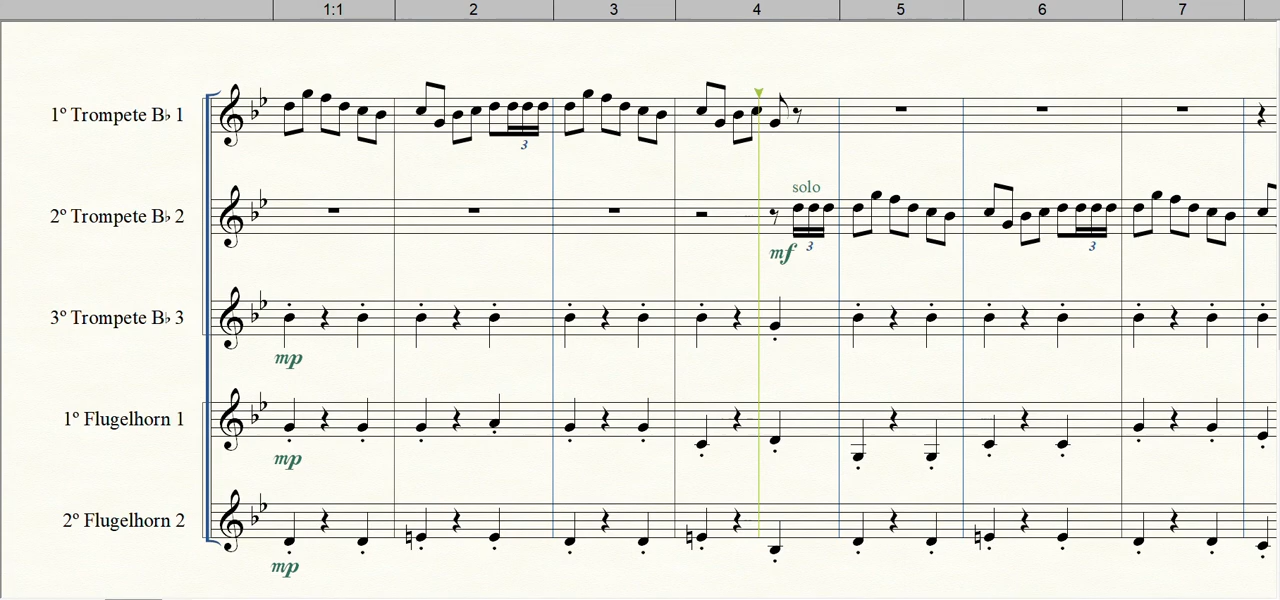 1:1 2 3 4 5 6 7
1º Trompete B♭ 1
3
solo
2º Trompete B♭ 2
3 3
mf
3º Trompete B♭ 3
mp
1º Flugelhorn 1
mp
2º Flugelhorn 2
mp